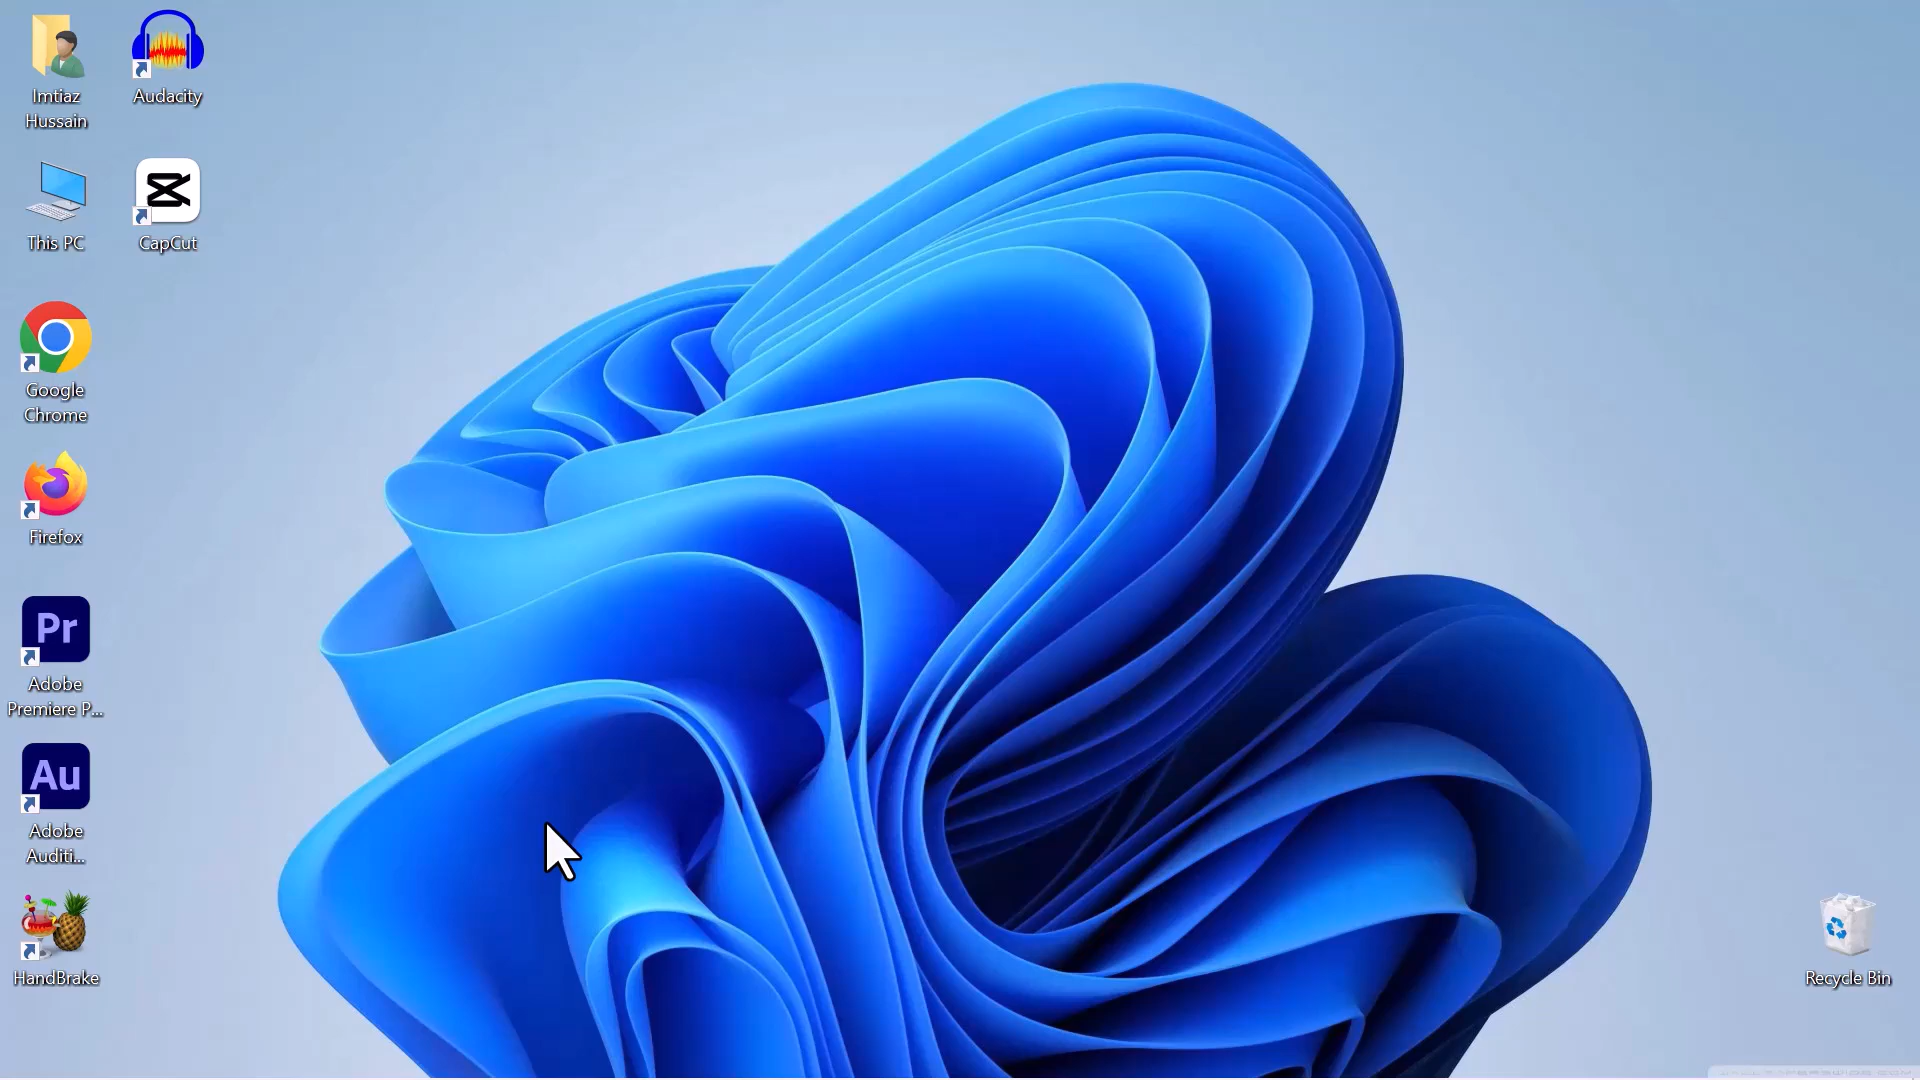 Imtiaz
Hussain
Audacity
This PC
CapCut
Google
Chrome
Firefox
Pr
Adobe
Premiere P...
Au
Adobe
Auditi...
HandBrake
Recycle Bin